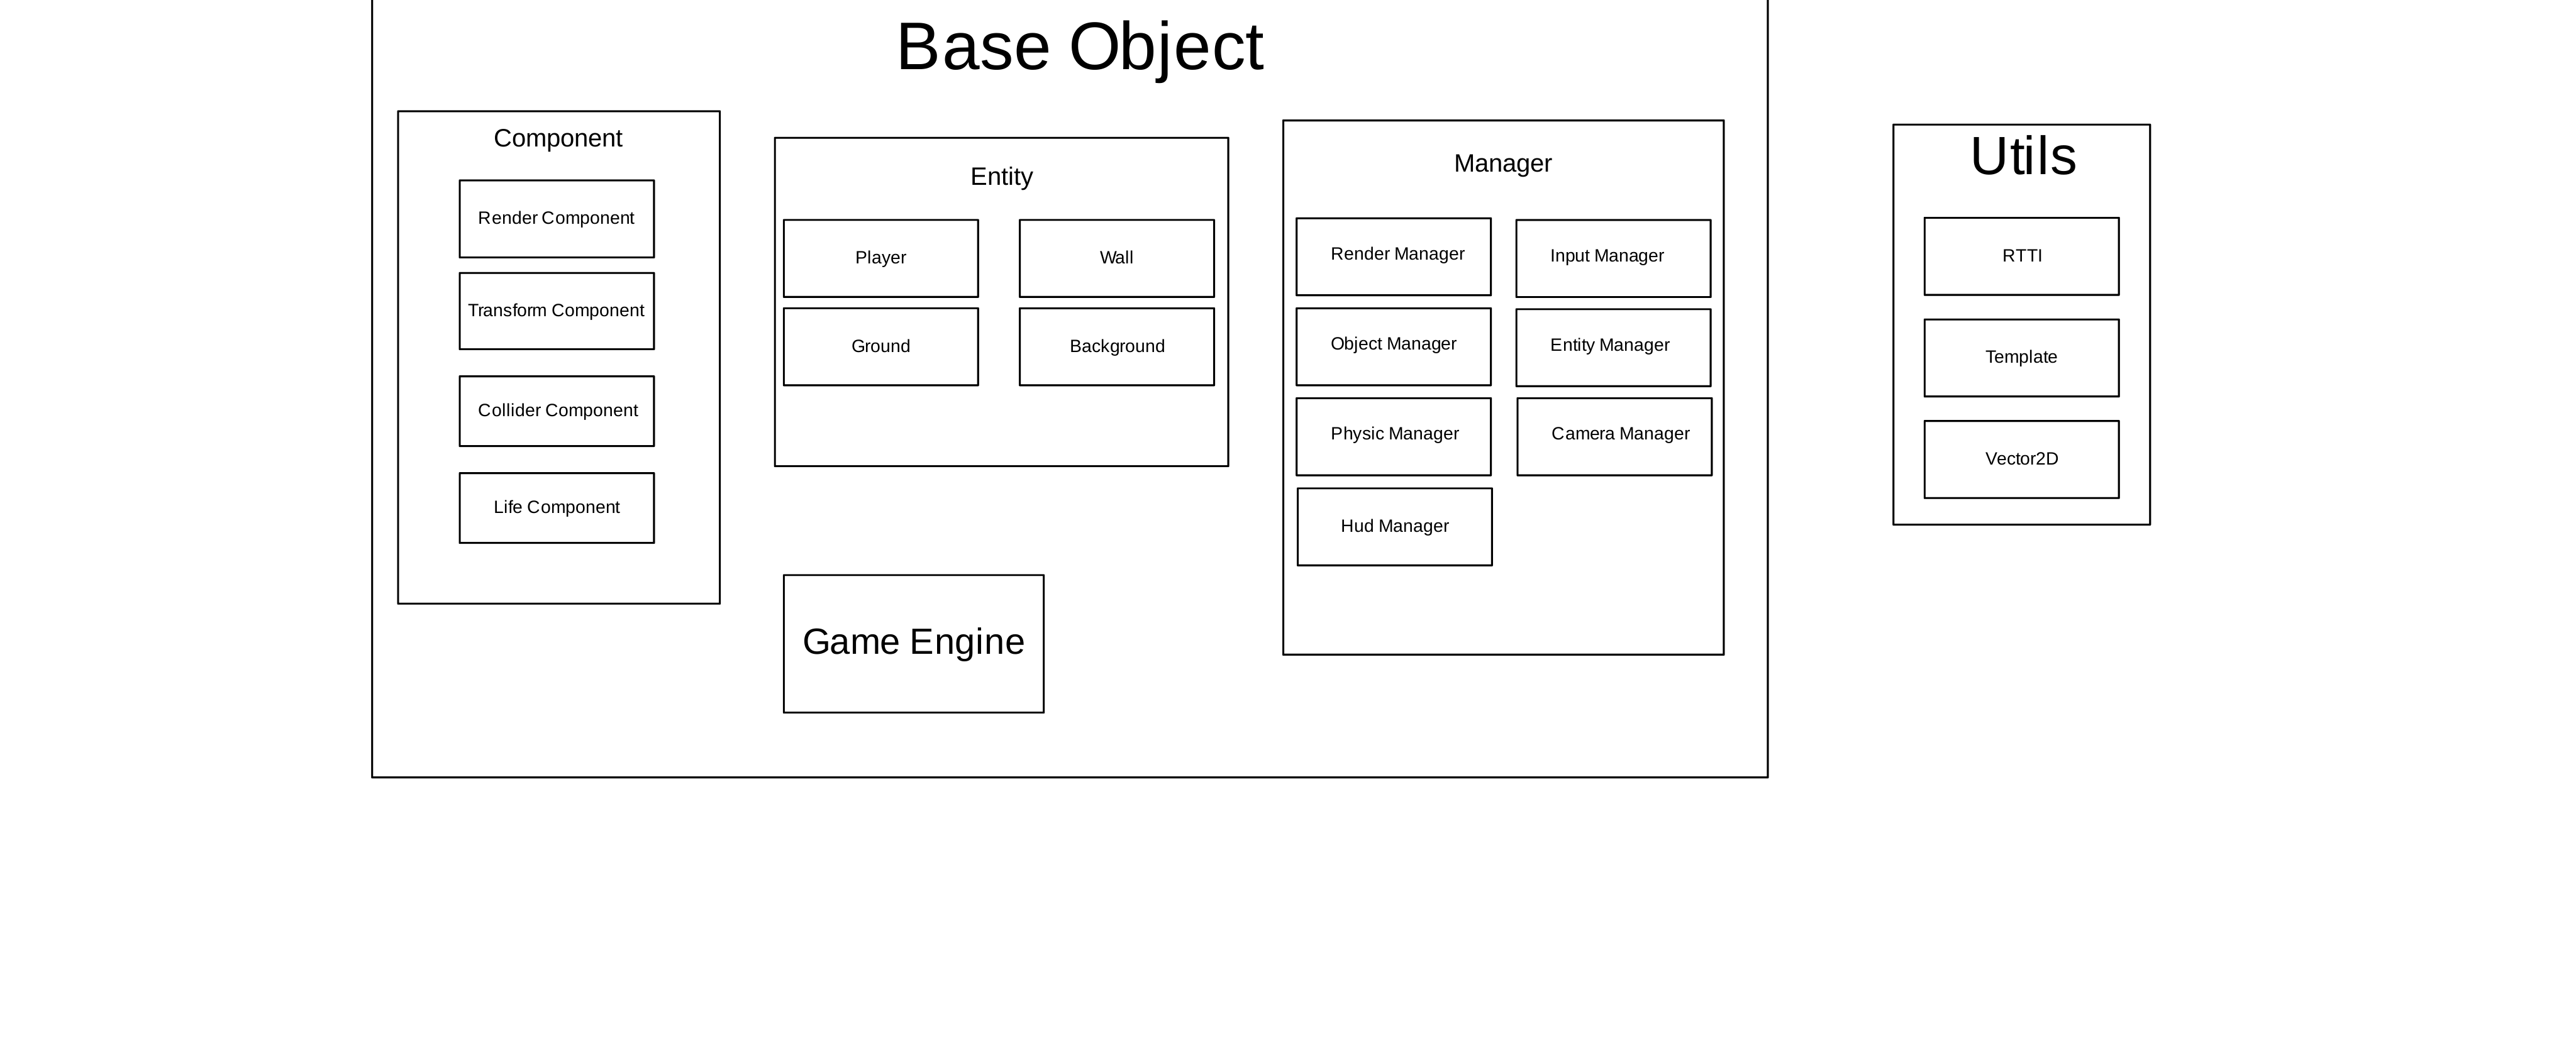 Base Object
Component
Render Component
Transform Component
Collider Component
Life Component
Entity
Player
Wall
Ground
Background
Game Engine
Manager
Render Manager
Input Manager
Object Manager
Entity Manager
Physic Manager
Camera Manager
Hud Manager
Utils
RTTI
Template
Vector2D